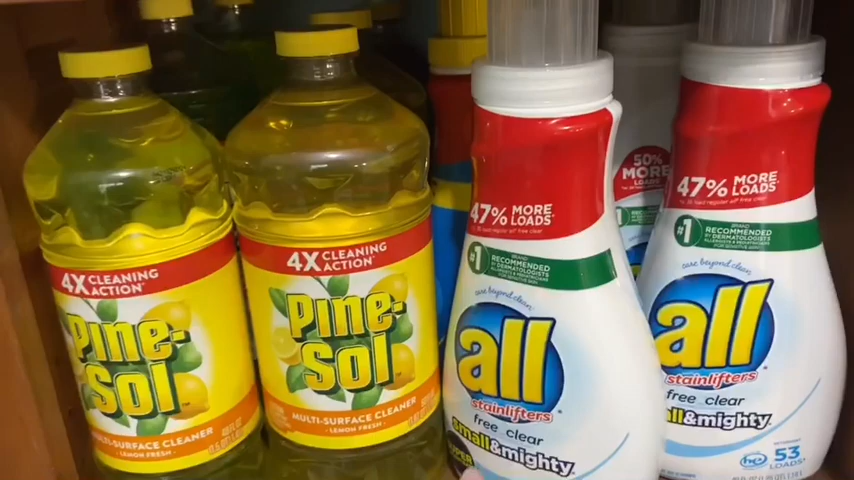 4X CLEANING
ACTION*
Pine-
Sol
MULTI-SURFACE CLEANER
LEMON FRESH
4X CLEANING
ACTION*
Pine-
Sol
MULTI-SURFACE CLEANER
• LEMON FRESH •
47% MORE
LOADS
#1
RECOMMENDED
BY DERMATOLOGISTS
care beyond clean
all
stainlifters
free clear
small&mighty
SUPER
50%
MORE
LOADS
47% MORE
LOADS
#1
RECOMMENDED
care beyond clean
all
stainlifters
free clear
small&mighty
he
53
LOADS